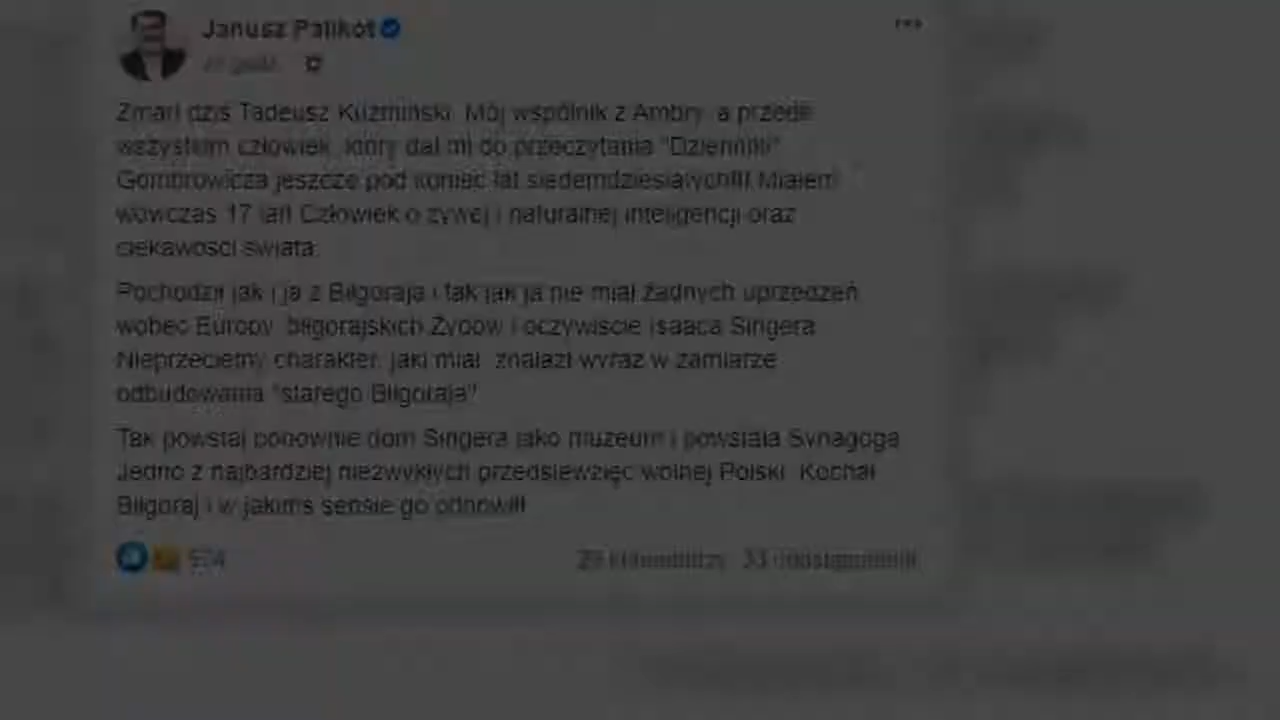 Janusz Palikot
Zmarł dziś Tadeusz Kuźmiński. Mój wspólnik z Ambry, a przede
wszystkim człowiek, który dał mi do przeczytania "Dzienniki"
Gombrowicza jeszcze pod koniec lat siedemdziesiątych!!! Miałem
wówczas 17 lat! Człowiek o żywej i naturalnej inteligencji oraz
ciekawości świata.
Pochodził jak i ja z Biłgoraja i tak jak ja nie miał żadnych uprzedzeń
wobec Europy, biłgorajskich Żydów i oczywiście Isaaca Singera.
Nieprzeciętny charakter, jaki miał, znalazł wyraz w zamiarze
odbudowania "starego Biłgoraja".
Tak powstał ponownie dom Singera jako muzeum i powstała Synagoga.
Jedno z najbardziej niezwykłych przedsięwzięć wolnej Polski. Kochał
Biłgoraj i w jakimś sensie go odnowił!
29 komentarzy 33 udostępnienia